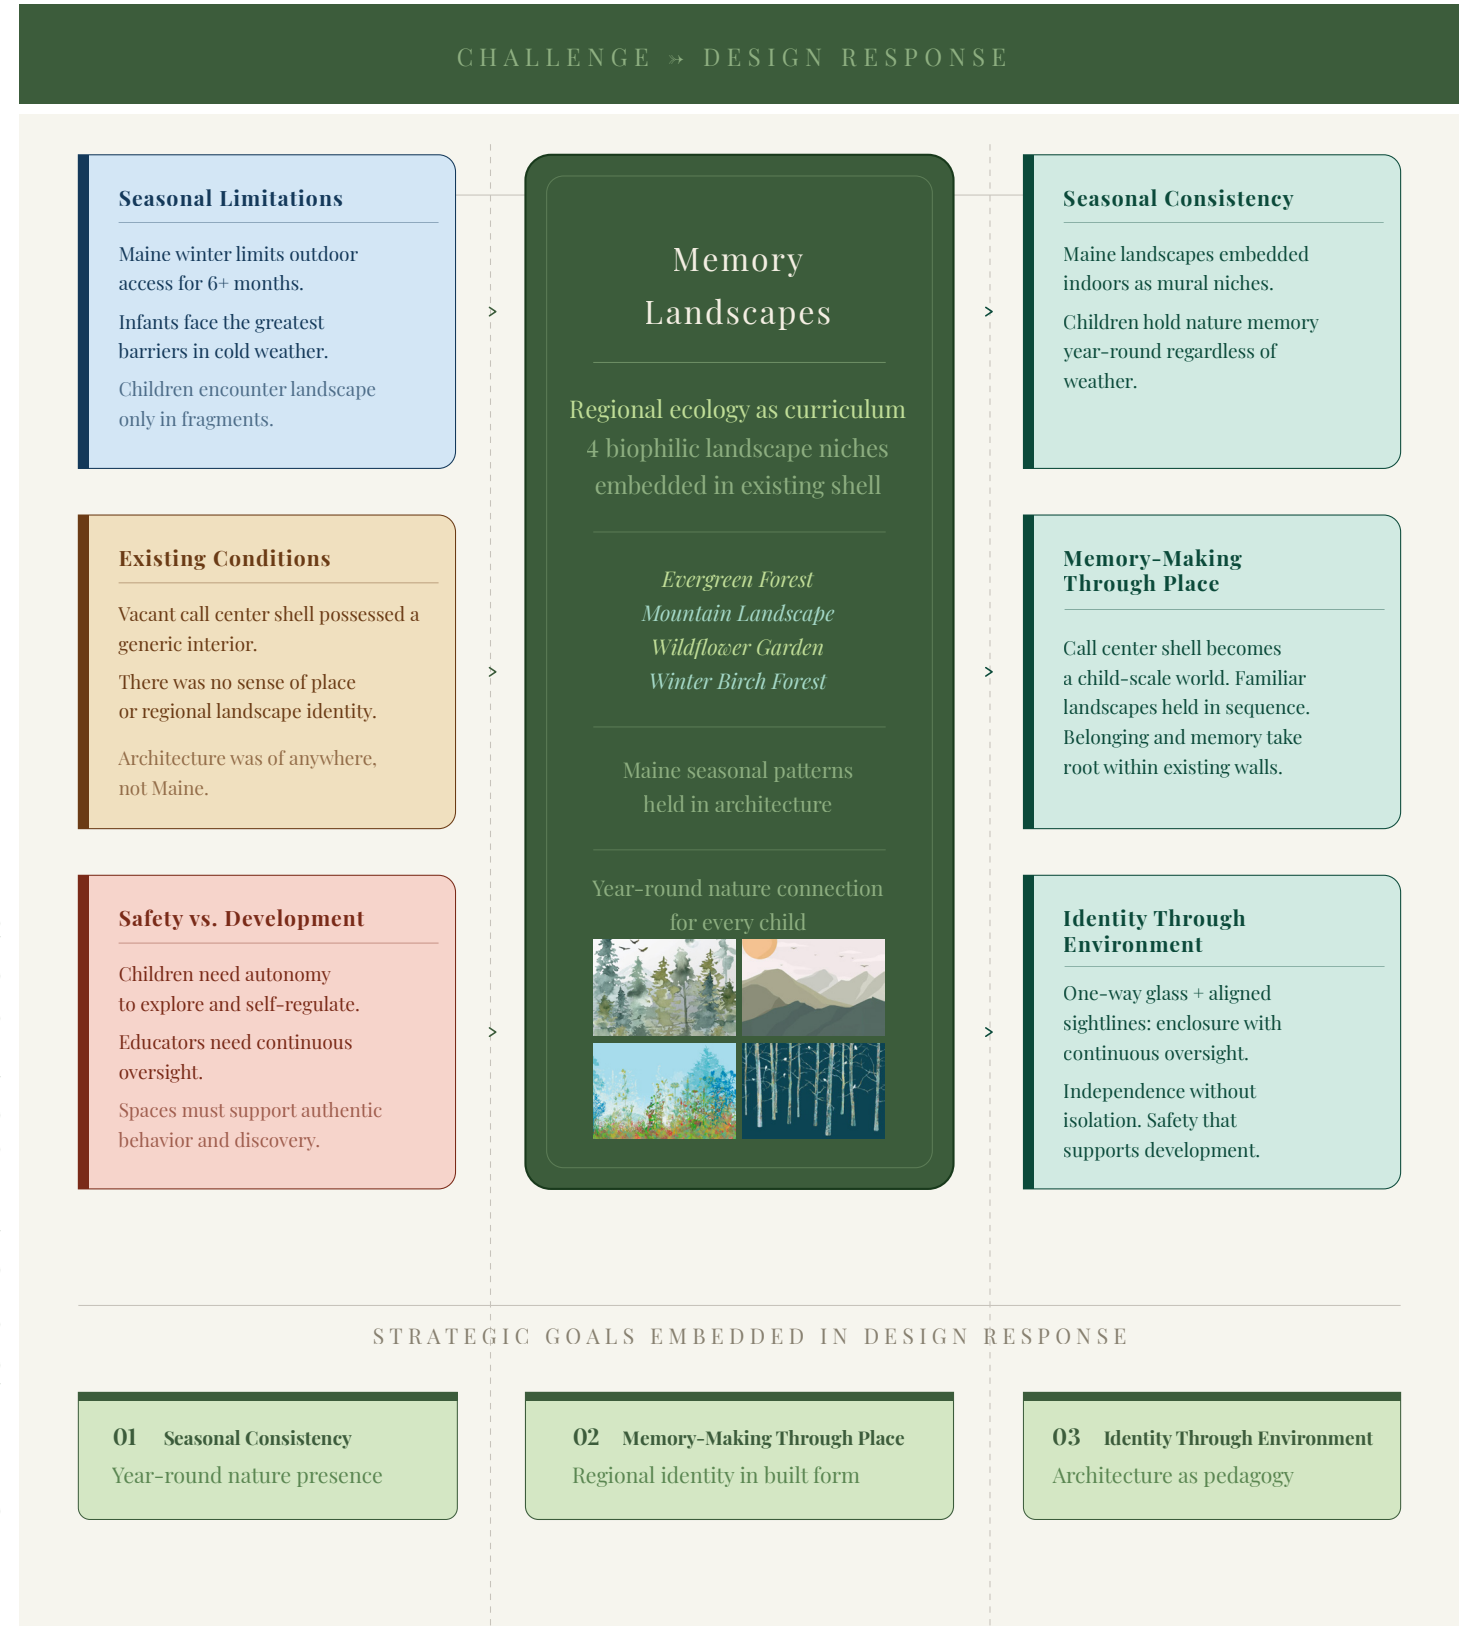 CHALLENGE ➳ DESIGN RESPONSE
Seasonal Limitations
Maine winter limits outdoor
access for 6+ months.
Infants face the greatest
barriers in cold weather.
Children encounter landscape
only in fragments.
Existing Conditions
Vacant call center shell possessed a
generic interior.
There was no sense of place
or regional landscape identity.
Architecture was of anywhere,
not Maine.
Safety vs. Development
Children need autonomy
to explore and self-regulate.
Educators need continuous
oversight.
Spaces must support authentic
behavior and discovery.
Memory
Landscapes
Regional ecology as curriculum
4 biophilic landscape niches
embedded in existing shell
Evergreen Forest
Mountain Landscape
Wildflower Garden
Winter Birch Forest
Maine seasonal patterns
held in architecture
Year-round nature connection
for every child
Seasonal Consistency
Maine landscapes embedded
indoors as mural niches.
Children hold nature memory
year-round regardless of
weather.
Memory-Making
Through Place
Call center shell becomes
a child-scale world. Familiar
landscapes held in sequence.
Belonging and memory take
root within existing walls.
Identity Through
Environment
One-way glass + aligned
sightlines: enclosure with
continuous oversight.
Independence without
isolation. Safety that
supports development.
STRATEGIC GOALS EMBEDDED IN DESIGN RESPONSE
01 Seasonal Consistency
Year-round nature presence
02 Memory-Making Through Place
Regional identity in built form
03 Identity Through Environment
Architecture as pedagogy